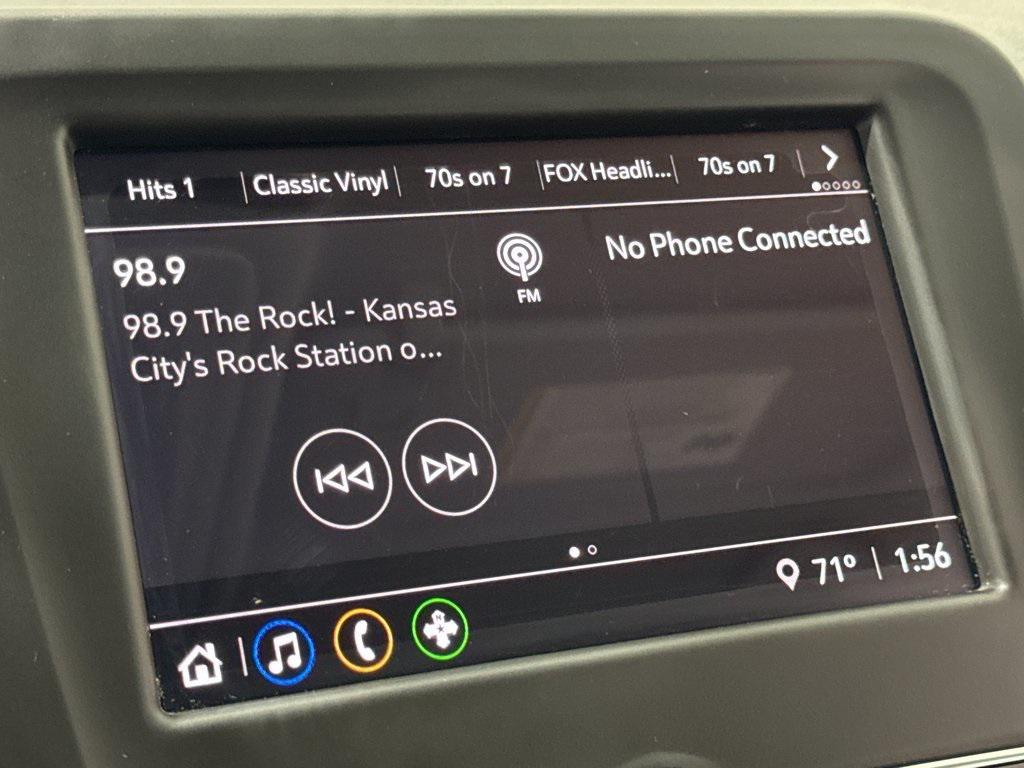 Hits 1 | Classic Vinyl | 70s on 7 | FOX Headli... | 70s on 7 |
98.9
98.9 The Rock! - Kansas
City's Rock Station o...
FM
No Phone Connected
71° | 1:56